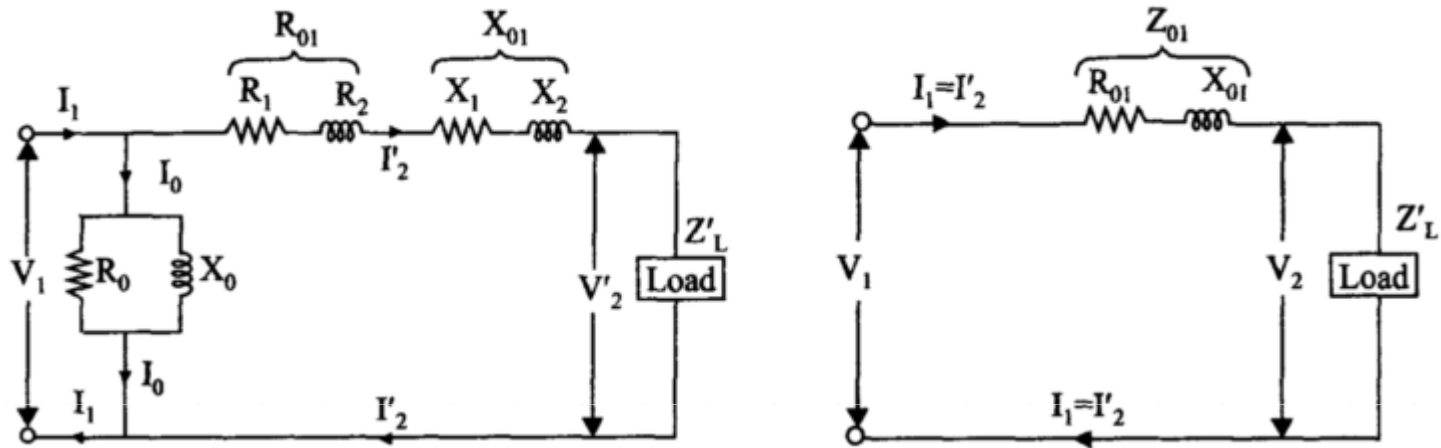 R₀₁ X₀₁
R₁ R₂ X₁ X₂
I₁
I'₂
I₀
V₁ R₀ X₀ V'₂ Z'L Load
I₀
I₁ I'₂
Z₀₁
R₀₁ X₀₁
I₁=I'₂
V₁ V₂ Z'L Load
I₁=I'₂